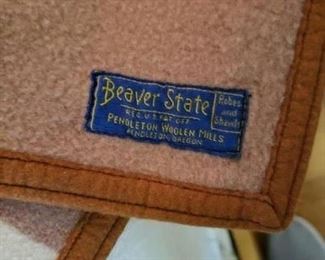 Beaver State
REG. U.S. PAT. OFF.
PENDLETON WOOLEN MILLS
PENDLETON, OREGON
Robes
and
Shawls